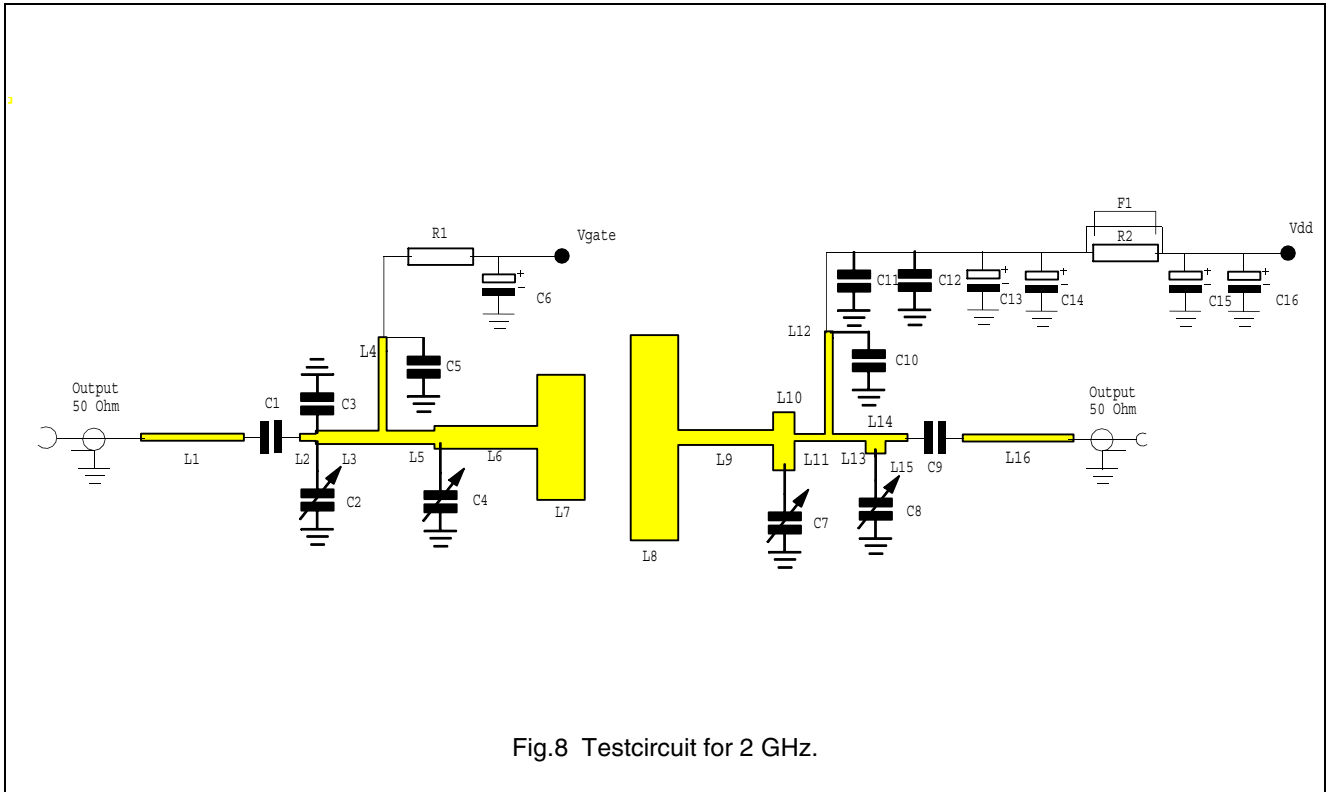 F1
R1
Vgate
R2
Vdd
+
-
C6
C11
C12
+
-
C13
+
-
C14
+
-
C15
+
-
C16
L4
C5
L12
C10
Output
50 Ohm
C1
C3
L10
L14
Output
50 Ohm
L1
L2
L3
L5
L6
L9
L11
L13
L15
C9
L16
C2
C4
L7
C7
C8
L8
Fig.8 Testcircuit for 2 GHz.